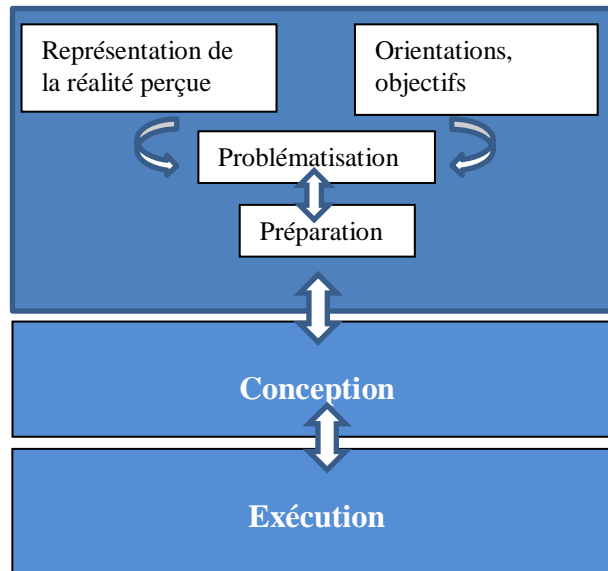 Représentation de
la réalité perçue
Orientations,
objectifs
Problématisation
Préparation
Conception
Exécution